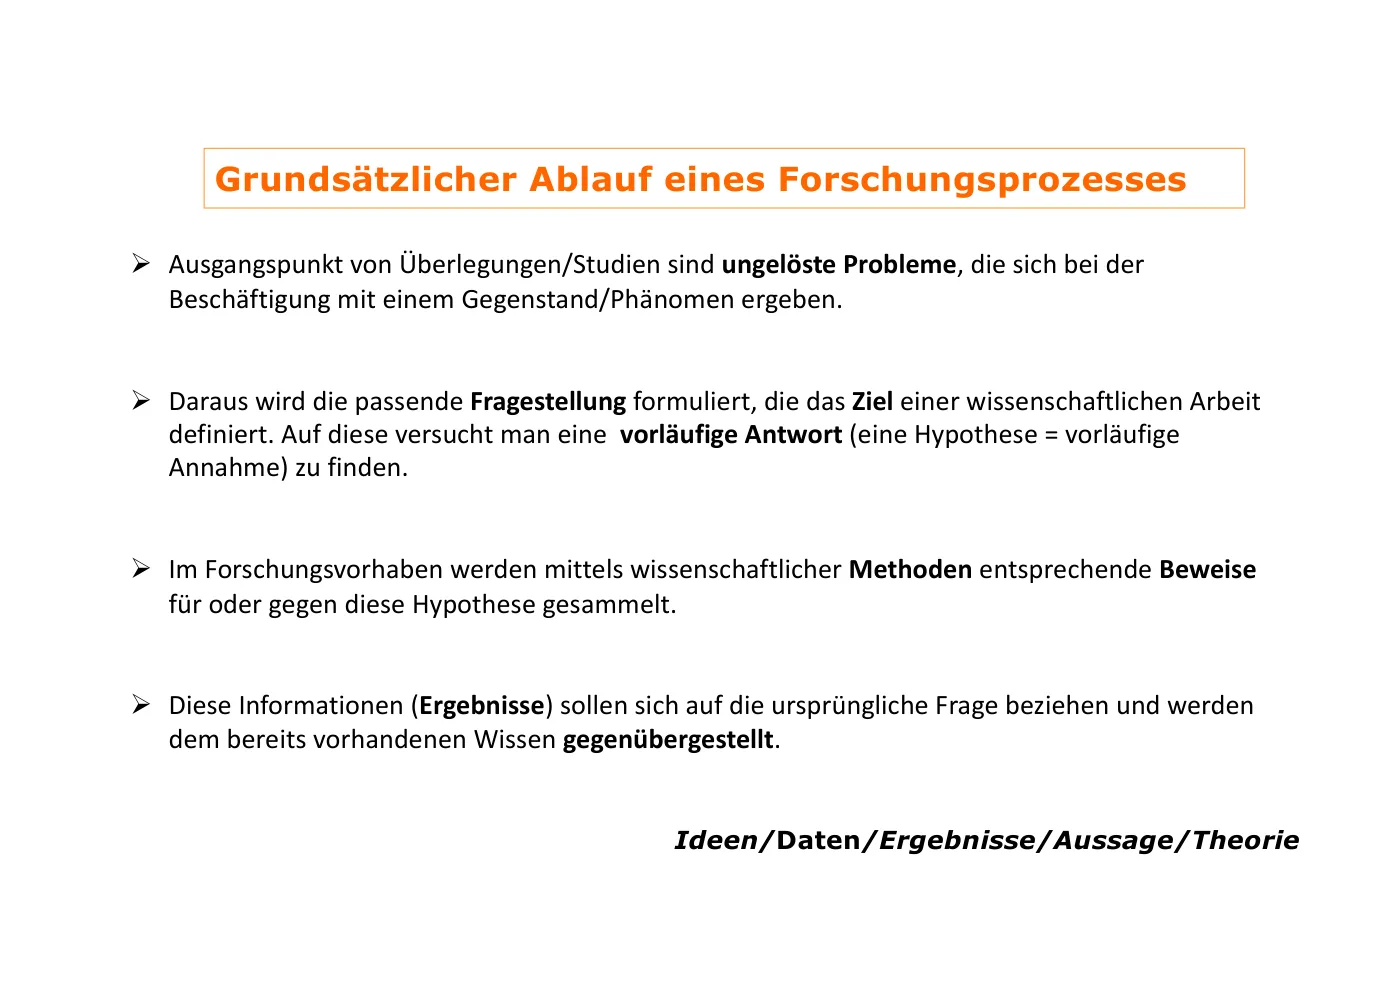 Grundsätzlicher Ablauf eines Forschungsprozesses
➢ Ausgangspunkt von Überlegungen/Studien sind ungelöste Probleme, die sich bei der
Beschäftigung mit einem Gegenstand/Phänomen ergeben.
➢ Daraus wird die passende Fragestellung formuliert, die das Ziel einer wissenschaftlichen Arbeit
definiert. Auf diese versucht man eine  vorläufige Antwort (eine Hypothese = vorläufige
Annahme) zu finden.
➢ Im Forschungsvorhaben werden mittels wissenschaftlicher Methoden entsprechende Beweise
für oder gegen diese Hypothese gesammelt.
➢ Diese Informationen (Ergebnisse) sollen sich auf die ursprüngliche Frage beziehen und werden
dem bereits vorhandenen Wissen gegenübergestellt.
Ideen/Daten/Ergebnisse/Aussage/Theorie